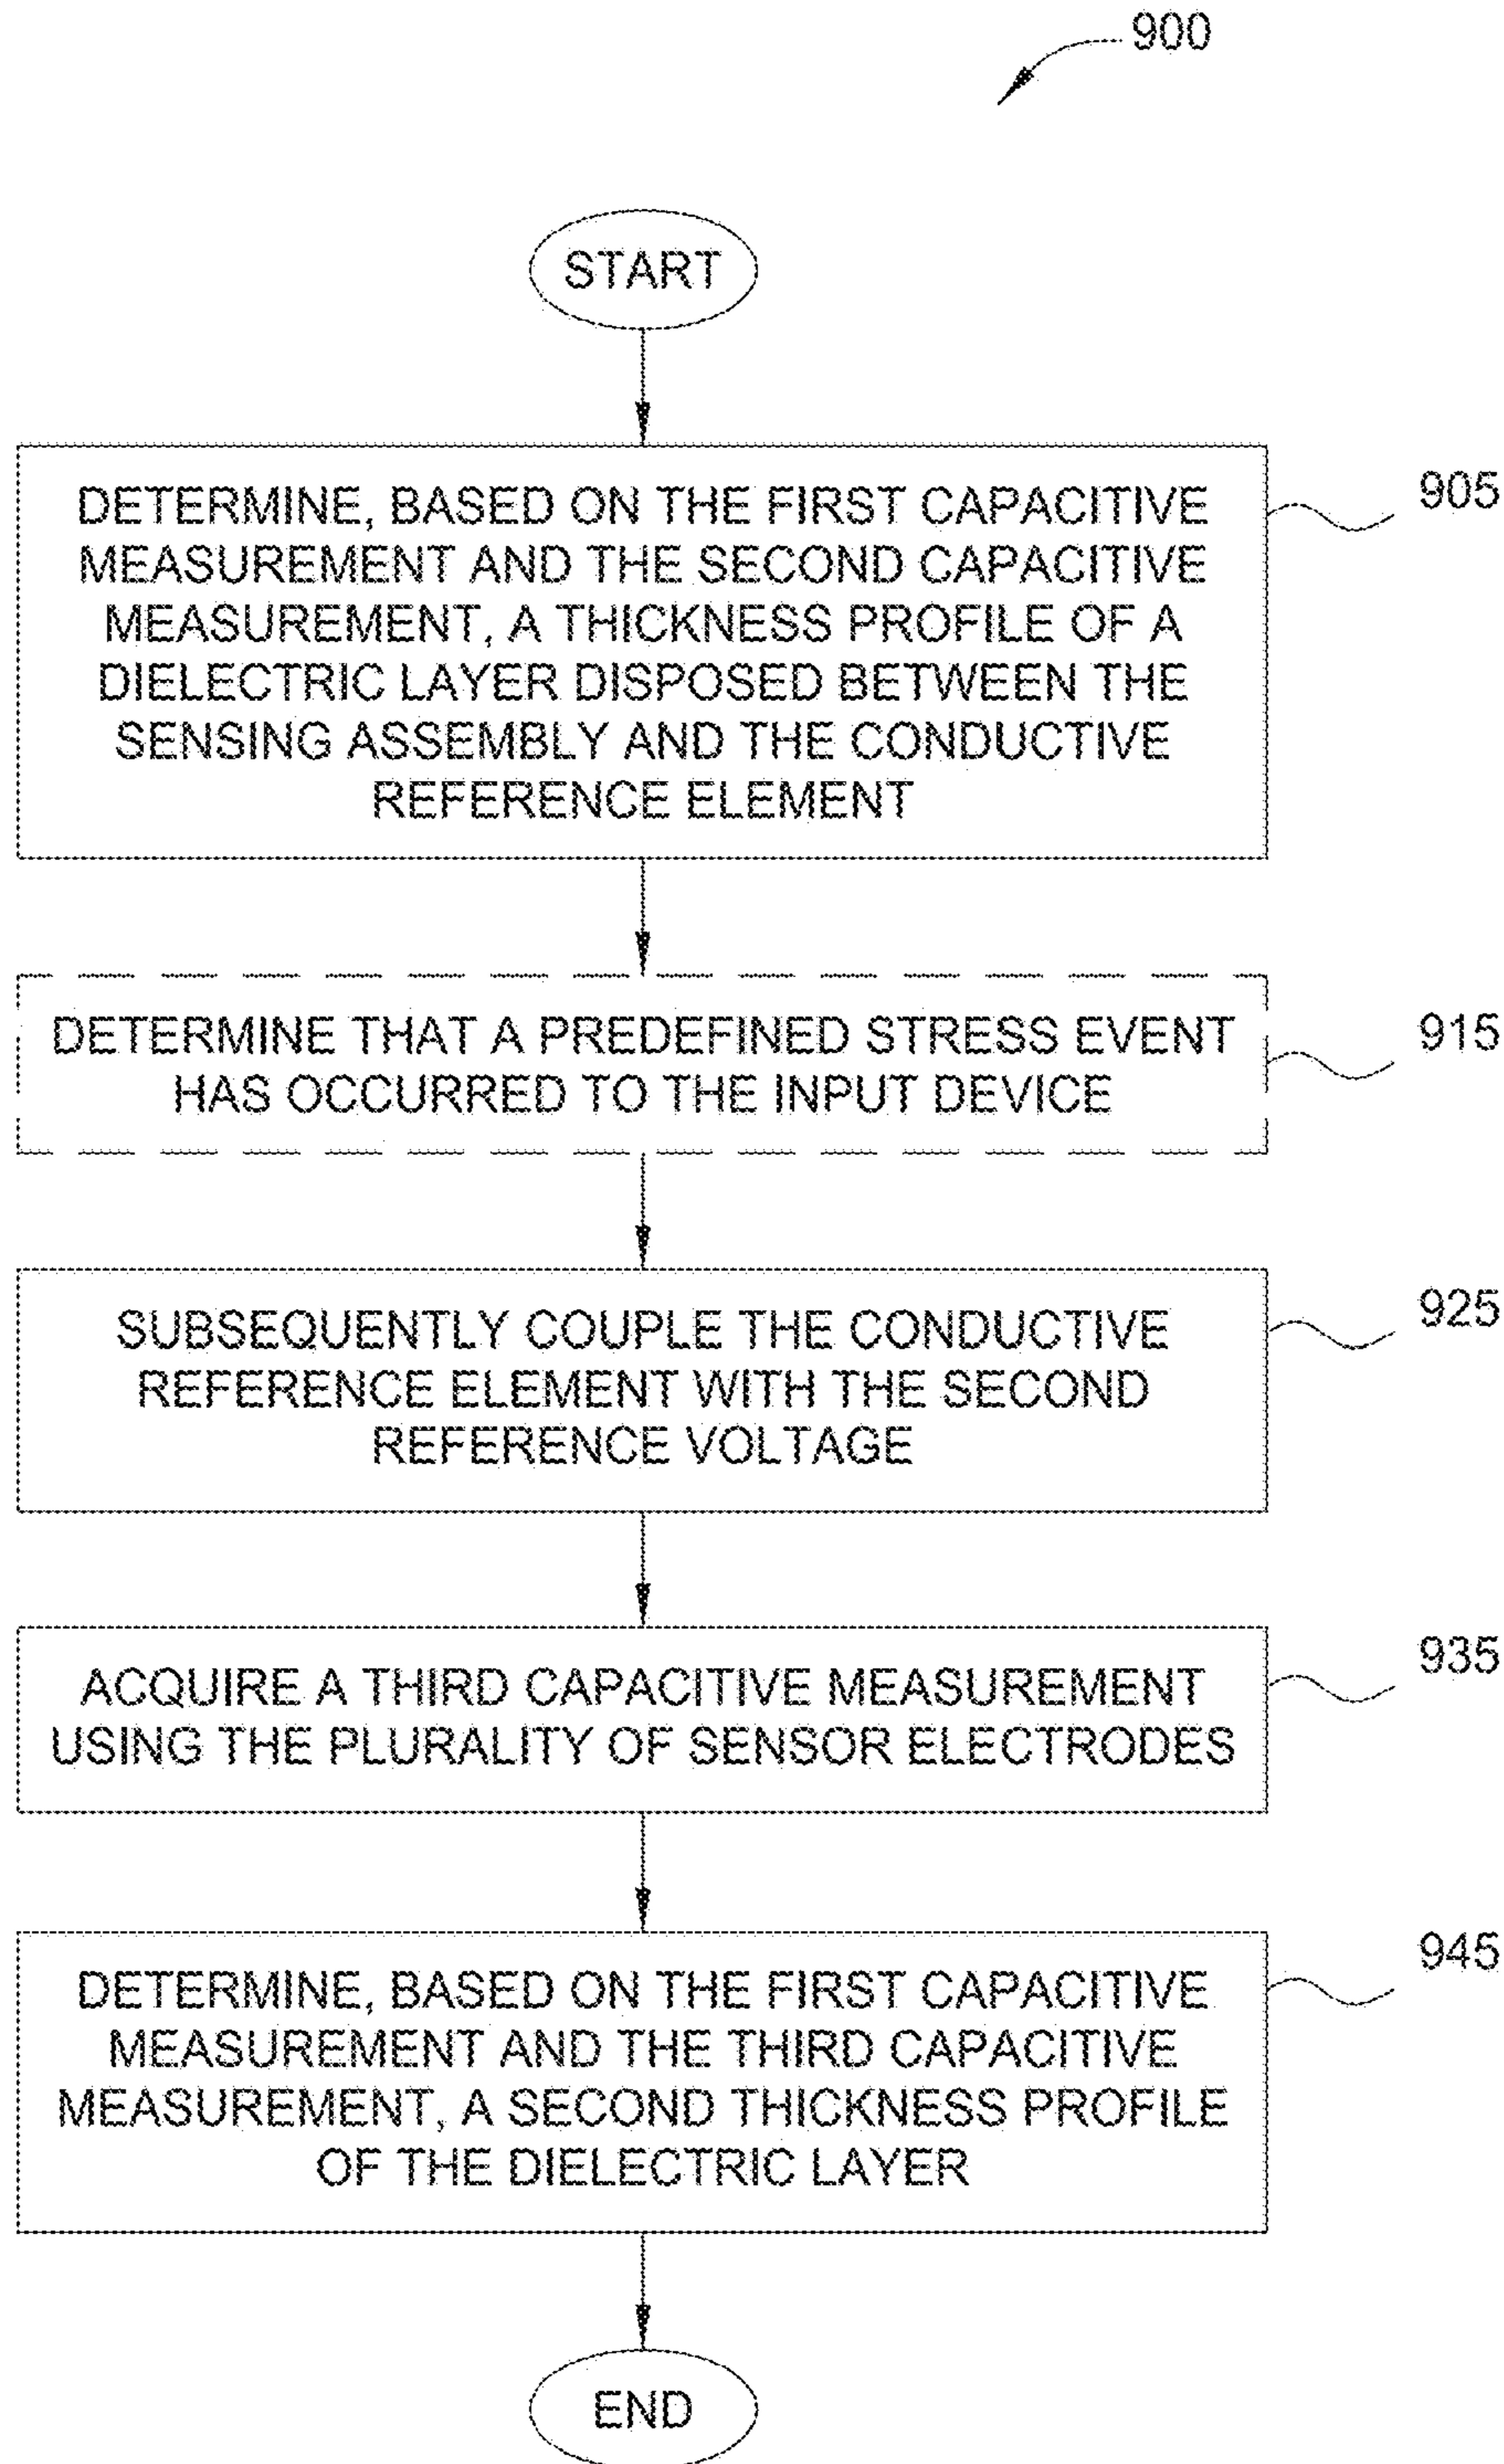 900
START
DETERMINE, BASED ON THE FIRST CAPACITIVE
MEASUREMENT AND THE SECOND CAPACITIVE
MEASUREMENT, A THICKNESS PROFILE OF A
DIELECTRIC LAYER DISPOSED BETWEEN THE
SENSING ASSEMBLY AND THE CONDUCTIVE
REFERENCE ELEMENT
905
DETERMINE THAT A PREDEFINED STRESS EVENT
HAS OCCURRED TO THE INPUT DEVICE
915
SUBSEQUENTLY COUPLE THE CONDUCTIVE
REFERENCE ELEMENT WITH THE SECOND
REFERENCE VOLTAGE
925
ACQUIRE A THIRD CAPACITIVE MEASUREMENT
USING THE PLURALITY OF SENSOR ELECTRODES
935
DETERMINE, BASED ON THE FIRST CAPACITIVE
MEASUREMENT AND THE THIRD CAPACITIVE
MEASUREMENT, A SECOND THICKNESS PROFILE
OF THE DIELECTRIC LAYER
945
END